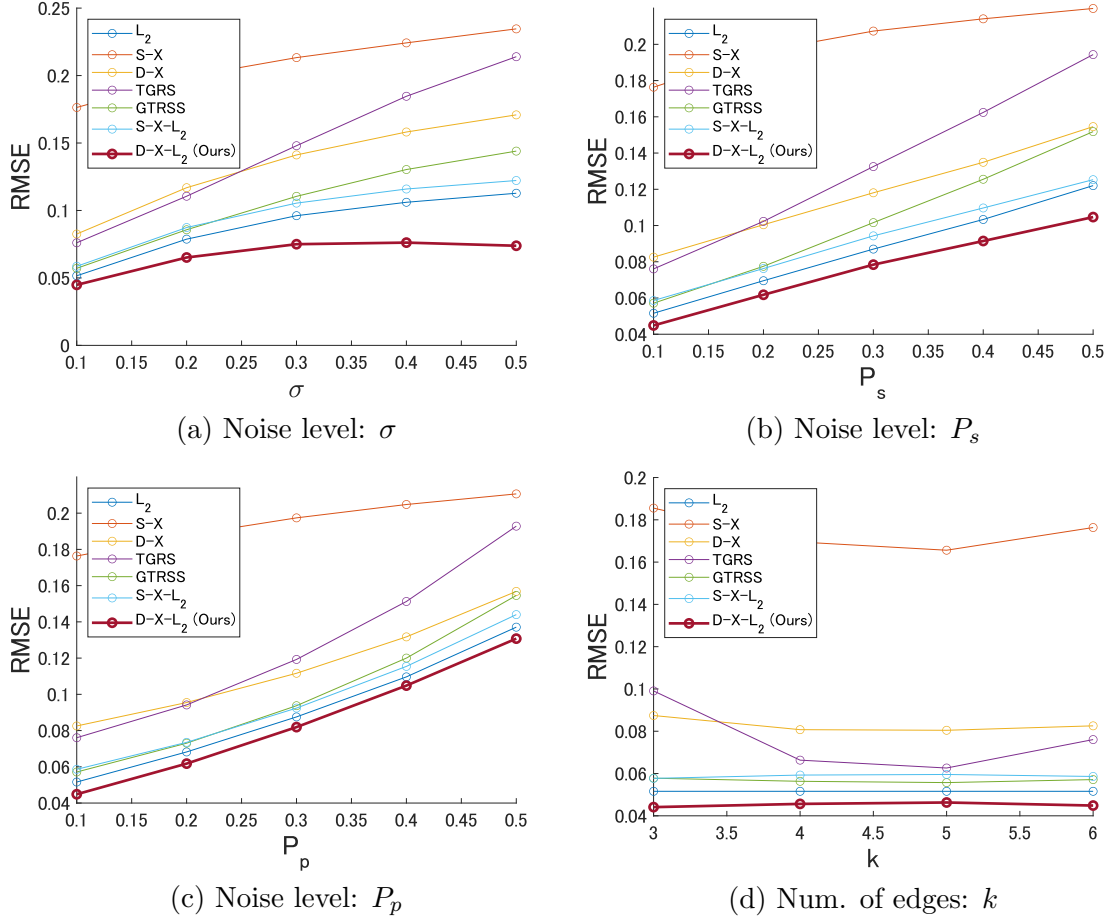 0.25
0.2
0.15
0.1
0.05
0
RMSE
L2
S-X
D-X
TGRS
GTRSS
S-X-L2
D-X-L2 (Ours)
0.1 0.15 0.2 0.25 0.3 0.35 0.4 0.45 0.5
σ
(a) Noise level: σ
0.2
0.18
0.16
0.14
0.12
0.1
0.08
0.06
0.04
RMSE
L2
S-X
D-X
TGRS
GTRSS
S-X-L2
D-X-L2 (Ours)
0.1 0.15 0.2 0.25 0.3 0.35 0.4 0.45 0.5
Ps
(b) Noise level: Ps
0.2
0.18
0.16
0.14
0.12
0.1
0.08
0.06
0.04
RMSE
L2
S-X
D-X
TGRS
GTRSS
S-X-L2
D-X-L2 (Ours)
0.1 0.15 0.2 0.25 0.3 0.35 0.4 0.45 0.5
Pp
(c) Noise level: Pp
0.2
0.18
0.16
0.14
0.12
0.1
0.08
0.06
0.04
RMSE
L2
S-X
D-X
TGRS
GTRSS
S-X-L2
D-X-L2 (Ours)
3 3.5 4 4.5 5 5.5 6
k
(d) Num. of edges: k